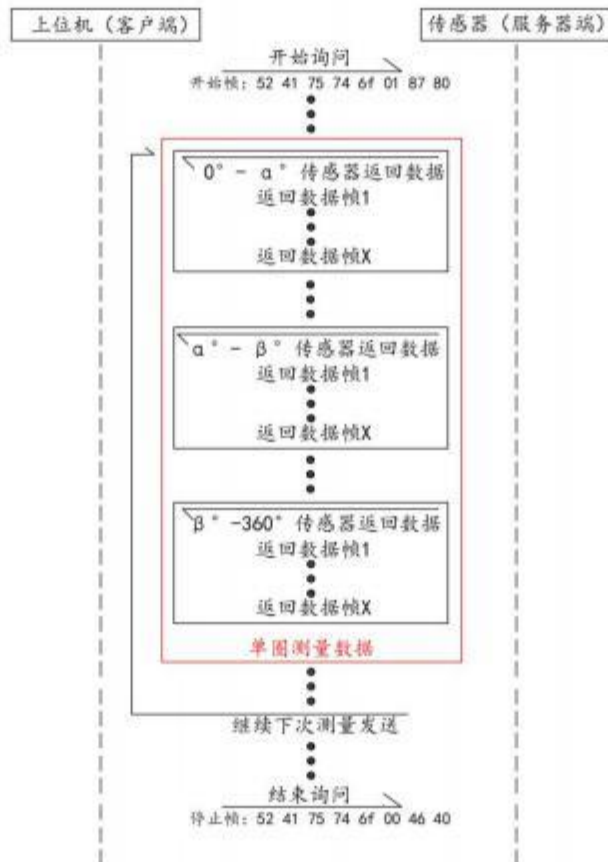 上位机（客户端）
传感器（服务器端）
开始询问
开始帧：52 41 75 74 6f 01 87 80
0° - α° 传感器返回数据
返回数据帧1
返回数据帧X
α° - β° 传感器返回数据
返回数据帧1
返回数据帧X
β° -360° 传感器返回数据
返回数据帧1
返回数据帧X
单圈测量数据
继续下次测量发送
结束询问
停止帧：52 41 75 74 6f 00 46 40